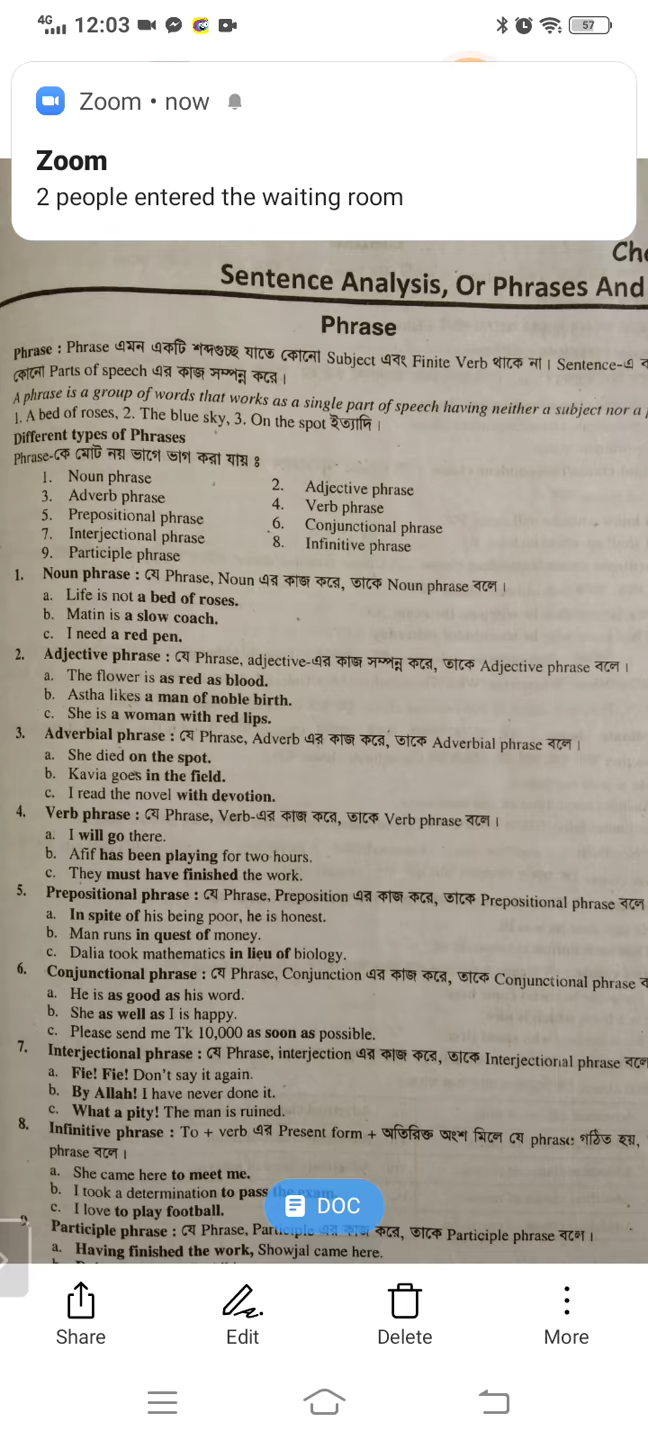 4G 12:03 57
Zoom • now
Zoom
2 people entered the waiting room
Sentence Analysis, Or Phrases And
Phrase
Phrase : Phrase এমন একটি শব্দগুচ্ছ যাতে কোনো Subject এবং Finite Verb থাকে না। Sentence-এ
কোনো Parts of speech এর কাজ সম্পন্ন করে।
A phrase is a group of words that works as a single part of speech having neither a subject nor a
1. A bed of roses, 2. The blue sky, 3. On the spot ইত্যাদি।
Different types of Phrases
Phrase-কে মোট নয় ভাগে ভাগ করা যায় ঃ
1. Noun phrase 2. Adjective phrase
3. Adverb phrase 4. Verb phrase
5. Prepositional phrase 6. Conjunctional phrase
7. Interjectional phrase 8. Infinitive phrase
9. Participle phrase
1. Noun phrase : যে Phrase, Noun এর কাজ করে, তাকে Noun phrase বলে।
a. Life is not a bed of roses.
b. Matin is a slow coach.
c. I need a red pen.
2. Adjective phrase : যে Phrase, adjective-এর কাজ সম্পন্ন করে, তাকে Adjective phrase বলে।
a. The flower is as red as blood.
b. Astha likes a man of noble birth.
c. She is a woman with red lips.
3. Adverbial phrase : যে Phrase, Adverb এর কাজ করে, তাকে Adverbial phrase বলে।
a. She died on the spot.
b. Kavia goes in the field.
c. I read the novel with devotion.
4. Verb phrase : যে Phrase, Verb-এর কাজ করে, তাকে Verb phrase বলে।
a. I will go there.
b. Afif has been playing for two hours.
c. They must have finished the work.
5. Prepositional phrase : যে Phrase, Preposition এর কাজ করে, তাকে Prepositional phrase বলে
a. In spite of his being poor, he is honest.
b. Man runs in quest of money.
c. Dalia took mathematics in lieu of biology.
6. Conjunctional phrase : যে Phrase, Conjunction এর কাজ করে, তাকে Conjunctional phrase
a. He is as good as his word.
b. She as well as I is happy.
c. Please send me Tk 10,000 as soon as possible.
7. Interjectional phrase : যে Phrase, interjection এর কাজ করে, তাকে Interjectional phrase বলে
a. Fie! Fie! Don't say it again.
b. By Allah! I have never done it.
c. What a pity! The man is ruined.
8. Infinitive phrase : To + verb এর Present form + অতিরিক্ত অংশ মিলে যে phrase গঠিত হয়,
phrase বলে।
a. She came here to meet me.
b. I took a determination to pass the exam.
c. I love to play football.
9. Participle phrase : যে Phrase, Participle এর কাজ করে, তাকে Participle phrase বলে।
a. Having finished the work, Showjal came here.
DOC
Share Edit Delete More